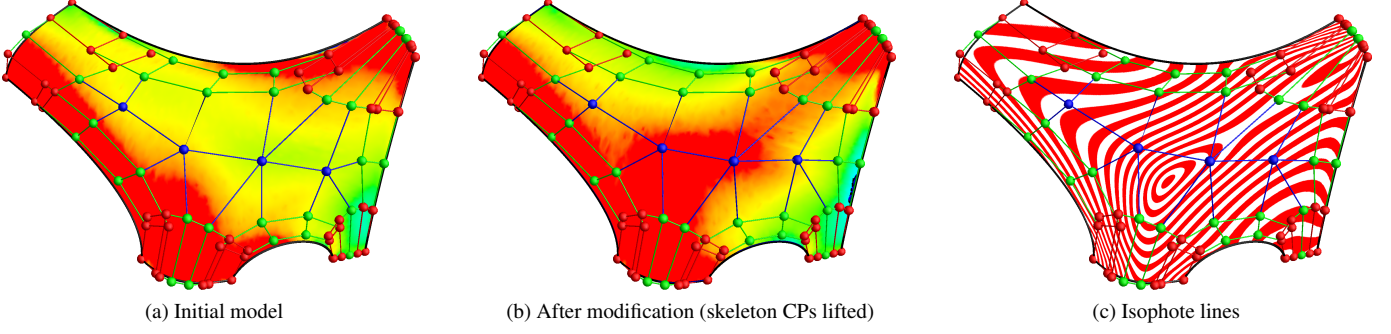 (a) Initial model
(b) After modification (skeleton CPs lifted)
(c) Isophote lines